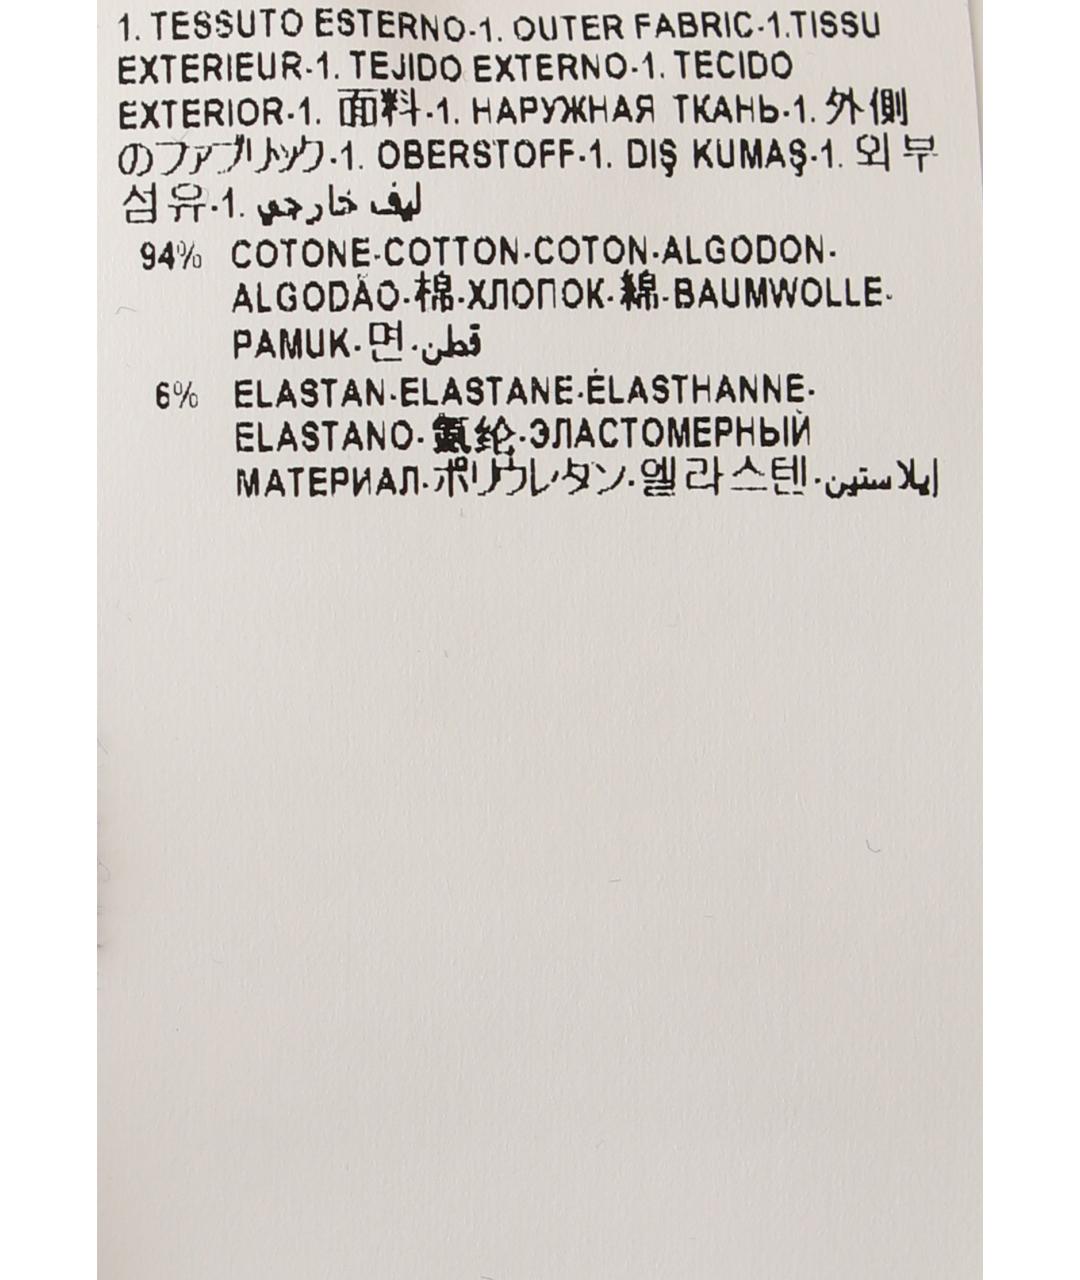 1. TESSUTO ESTERNO-1. OUTER FABRIC-1.TISSU
EXTERIEUR-1. TEJIDO EXTERNO-1. TECIDO
EXTERIOR-1. 面料-1. НАРУЖНАЯ ТКАНЬ-1. 外側
のファブリック-1. OBERSTOFF-1. DIŞ KUMAŞ-1. 외부
섬유-1. ليف خارجي
94% COTONE-COTTON-COTON-ALGODON-
ALGODÃO-棉-ХЛОПОК-綿-BAUMWOLLE-
PAMUK-면-قطن
6% ELASTAN-ELASTANE-ÉLASTHANNE-
ELASTANO-氨纶-ЭЛАСТОМЕРНЫЙ
МАТЕРИАЛ-ポリウレタン-엘라스텐-إيلاستين